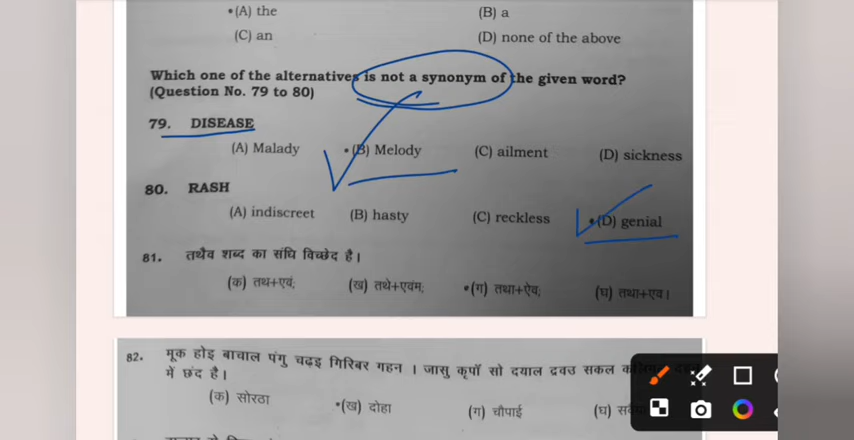 •(A) the (B) a
(C) an (D) none of the above
Which one of the alternatives is not a synonym of the given word?
(Question No. 79 to 80)
79. DISEASE
(A) Malady •(B) Melody (C) ailment (D) sickness
80. RASH
(A) indiscreet (B) hasty (C) reckless •(D) genial
81. तथैव शब्द का संधि विच्छेद है।
(क) तथ+एवं; (ख) तथे+एवंम; •(ग) तथा+ऐव; (घ) तथा+एव।
82. मूक होइ बाचाल पंगु चढ़इ गिरिबर गहन । जासु कृपाँ सो दयाल द्रवउ सकल
में छंद है।
(क) सोरठा •(ख) दोहा (ग) चौपाई (घ)